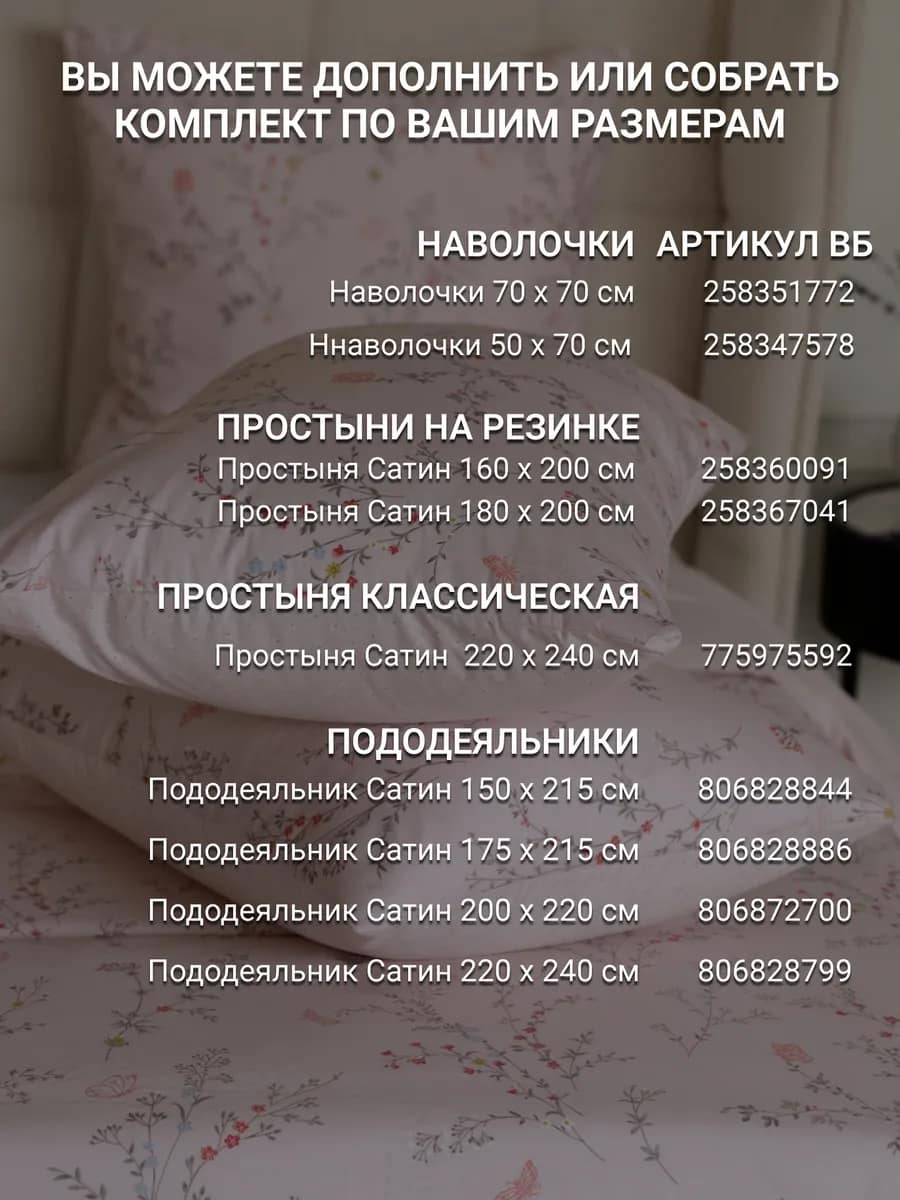 ВЫ МОЖЕТЕ ДОПОЛНИТЬ ИЛИ СОБРАТЬ
КОМПЛЕКТ ПО ВАШИМ РАЗМЕРАМ
НАВОЛОЧКИ АРТИКУЛ ВБ
Наволочки 70 х 70 см 258351772
Ннаволочки 50 х 70 см 258347578
ПРОСТЫНИ НА РЕЗИНКЕ
Простыня Сатин 160 х 200 см 258360091
Простыня Сатин 180 х 200 см 258367041
ПРОСТЫНЯ КЛАССИЧЕСКАЯ
Простыня Сатин 220 х 240 см 775975592
ПОДОДЕЯЛЬНИКИ
Пододеяльник Сатин 150 х 215 см 806828844
Пододеяльник Сатин 175 х 215 см 806828886
Пододеяльник Сатин 200 х 220 см 806872700
Пододеяльник Сатин 220 х 240 см 806828799